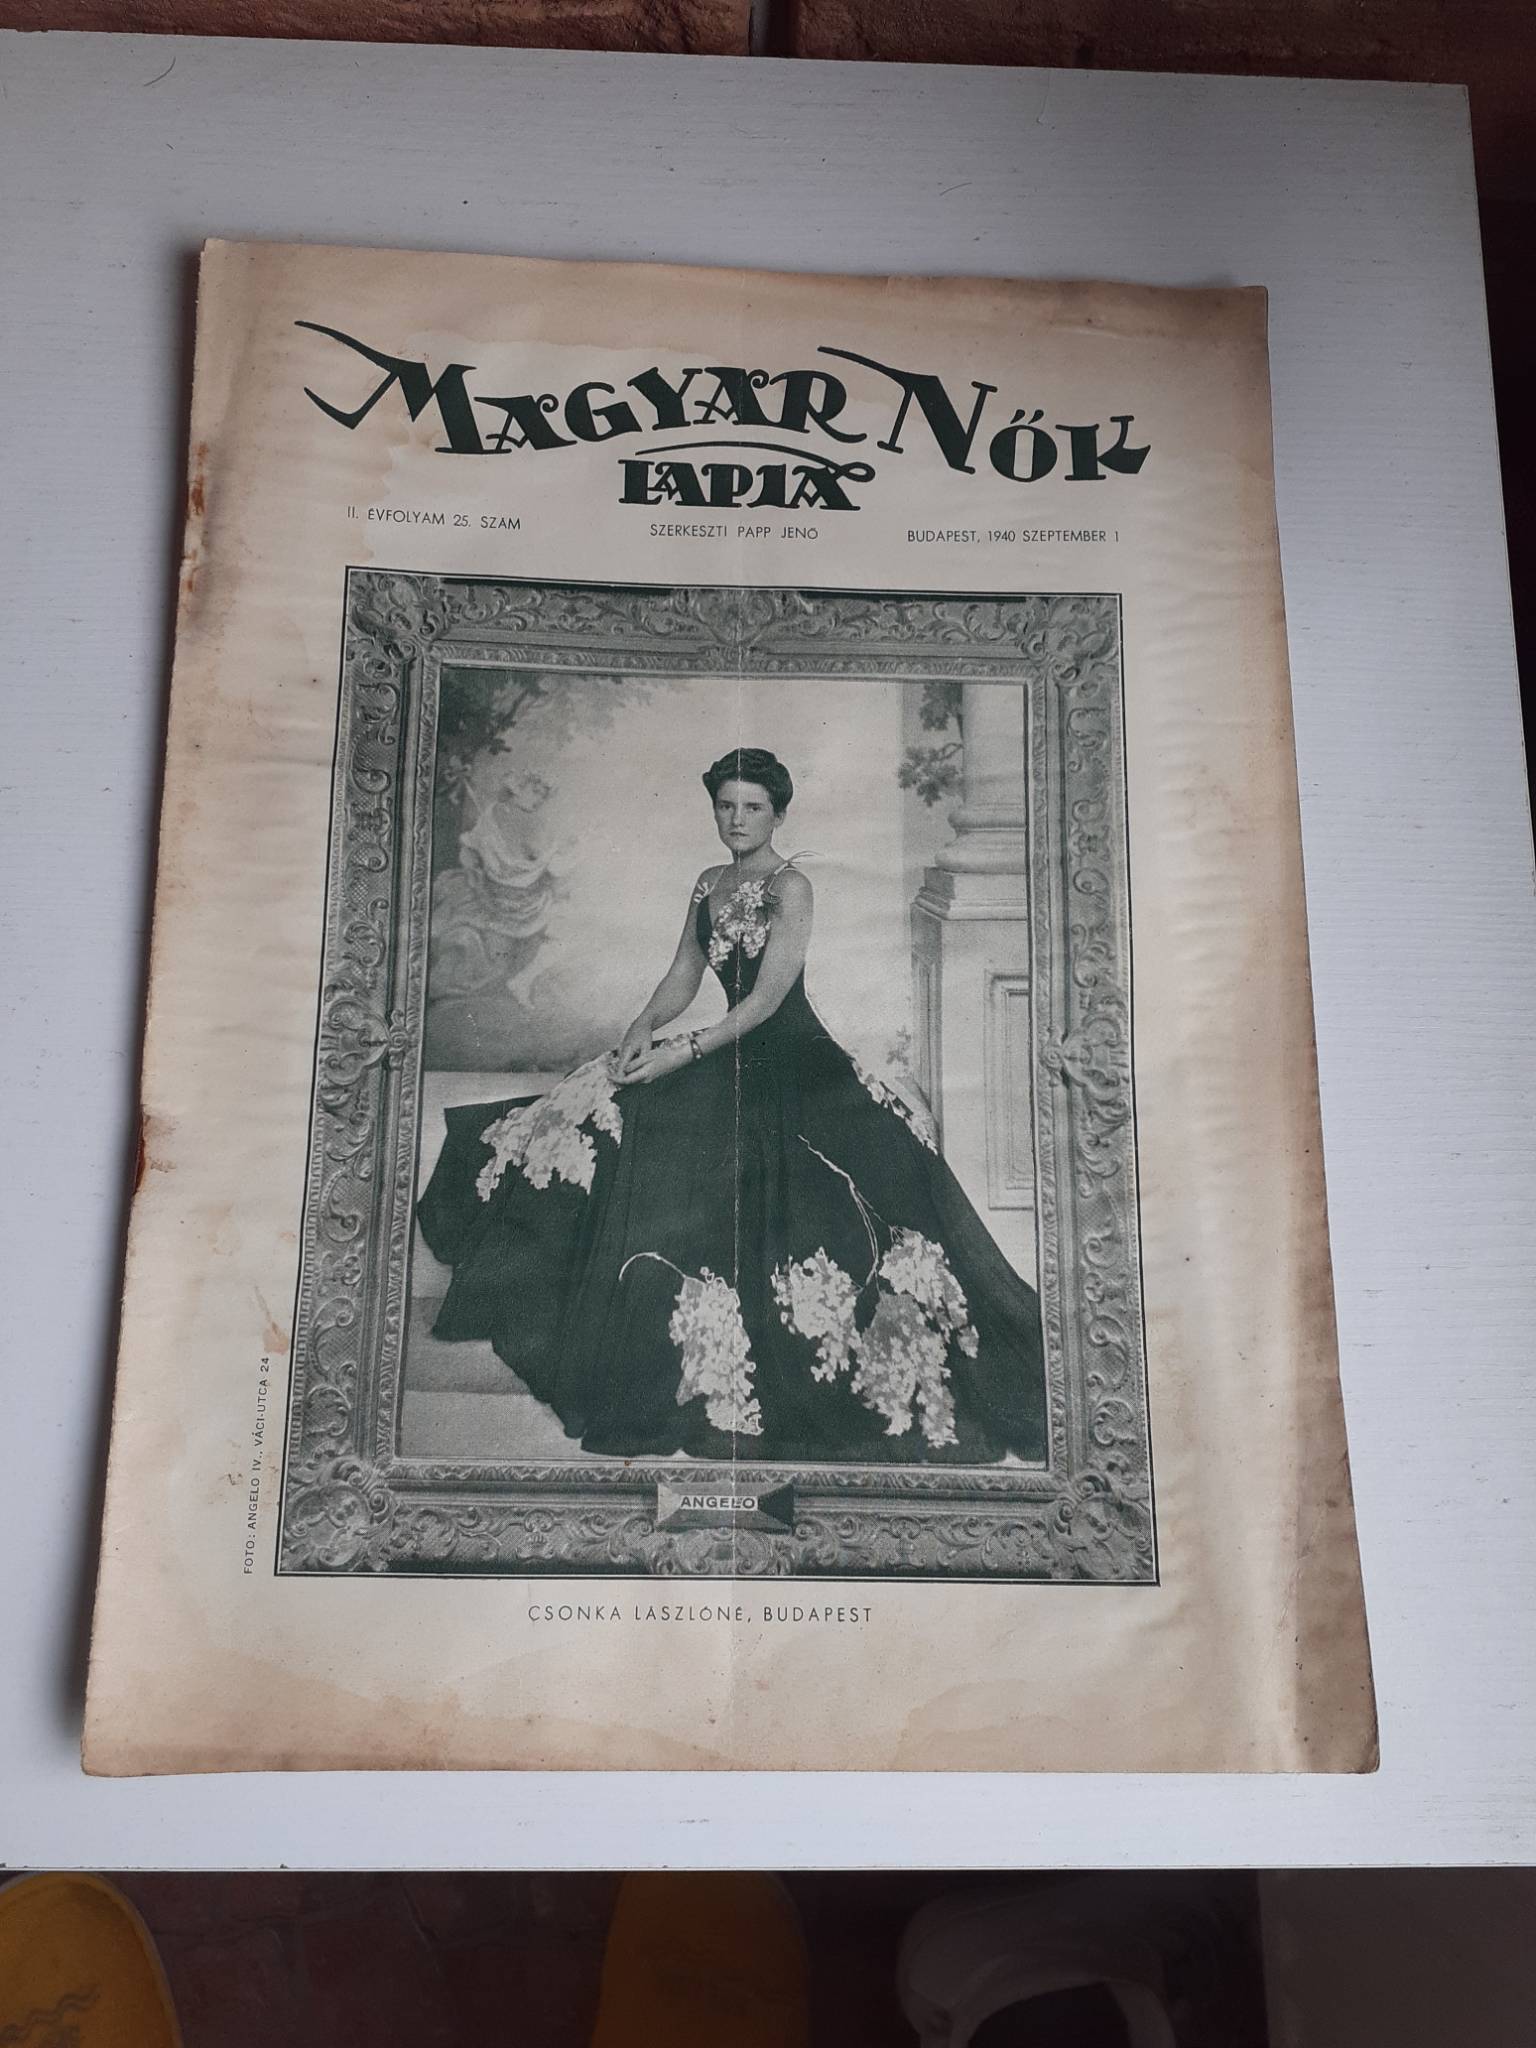 MAGYAR NŐK
LAPJA
II. ÉVFOLYAM 25. SZÁM
SZERKESZTI PAPP JENŐ
BUDAPEST, 1940 SZEPTEMBER 1
FOTO: ANGELO IV., VÁCI-UTCA 24
ANGELO
CSONKA LÁSZLÓNÉ, BUDAPEST